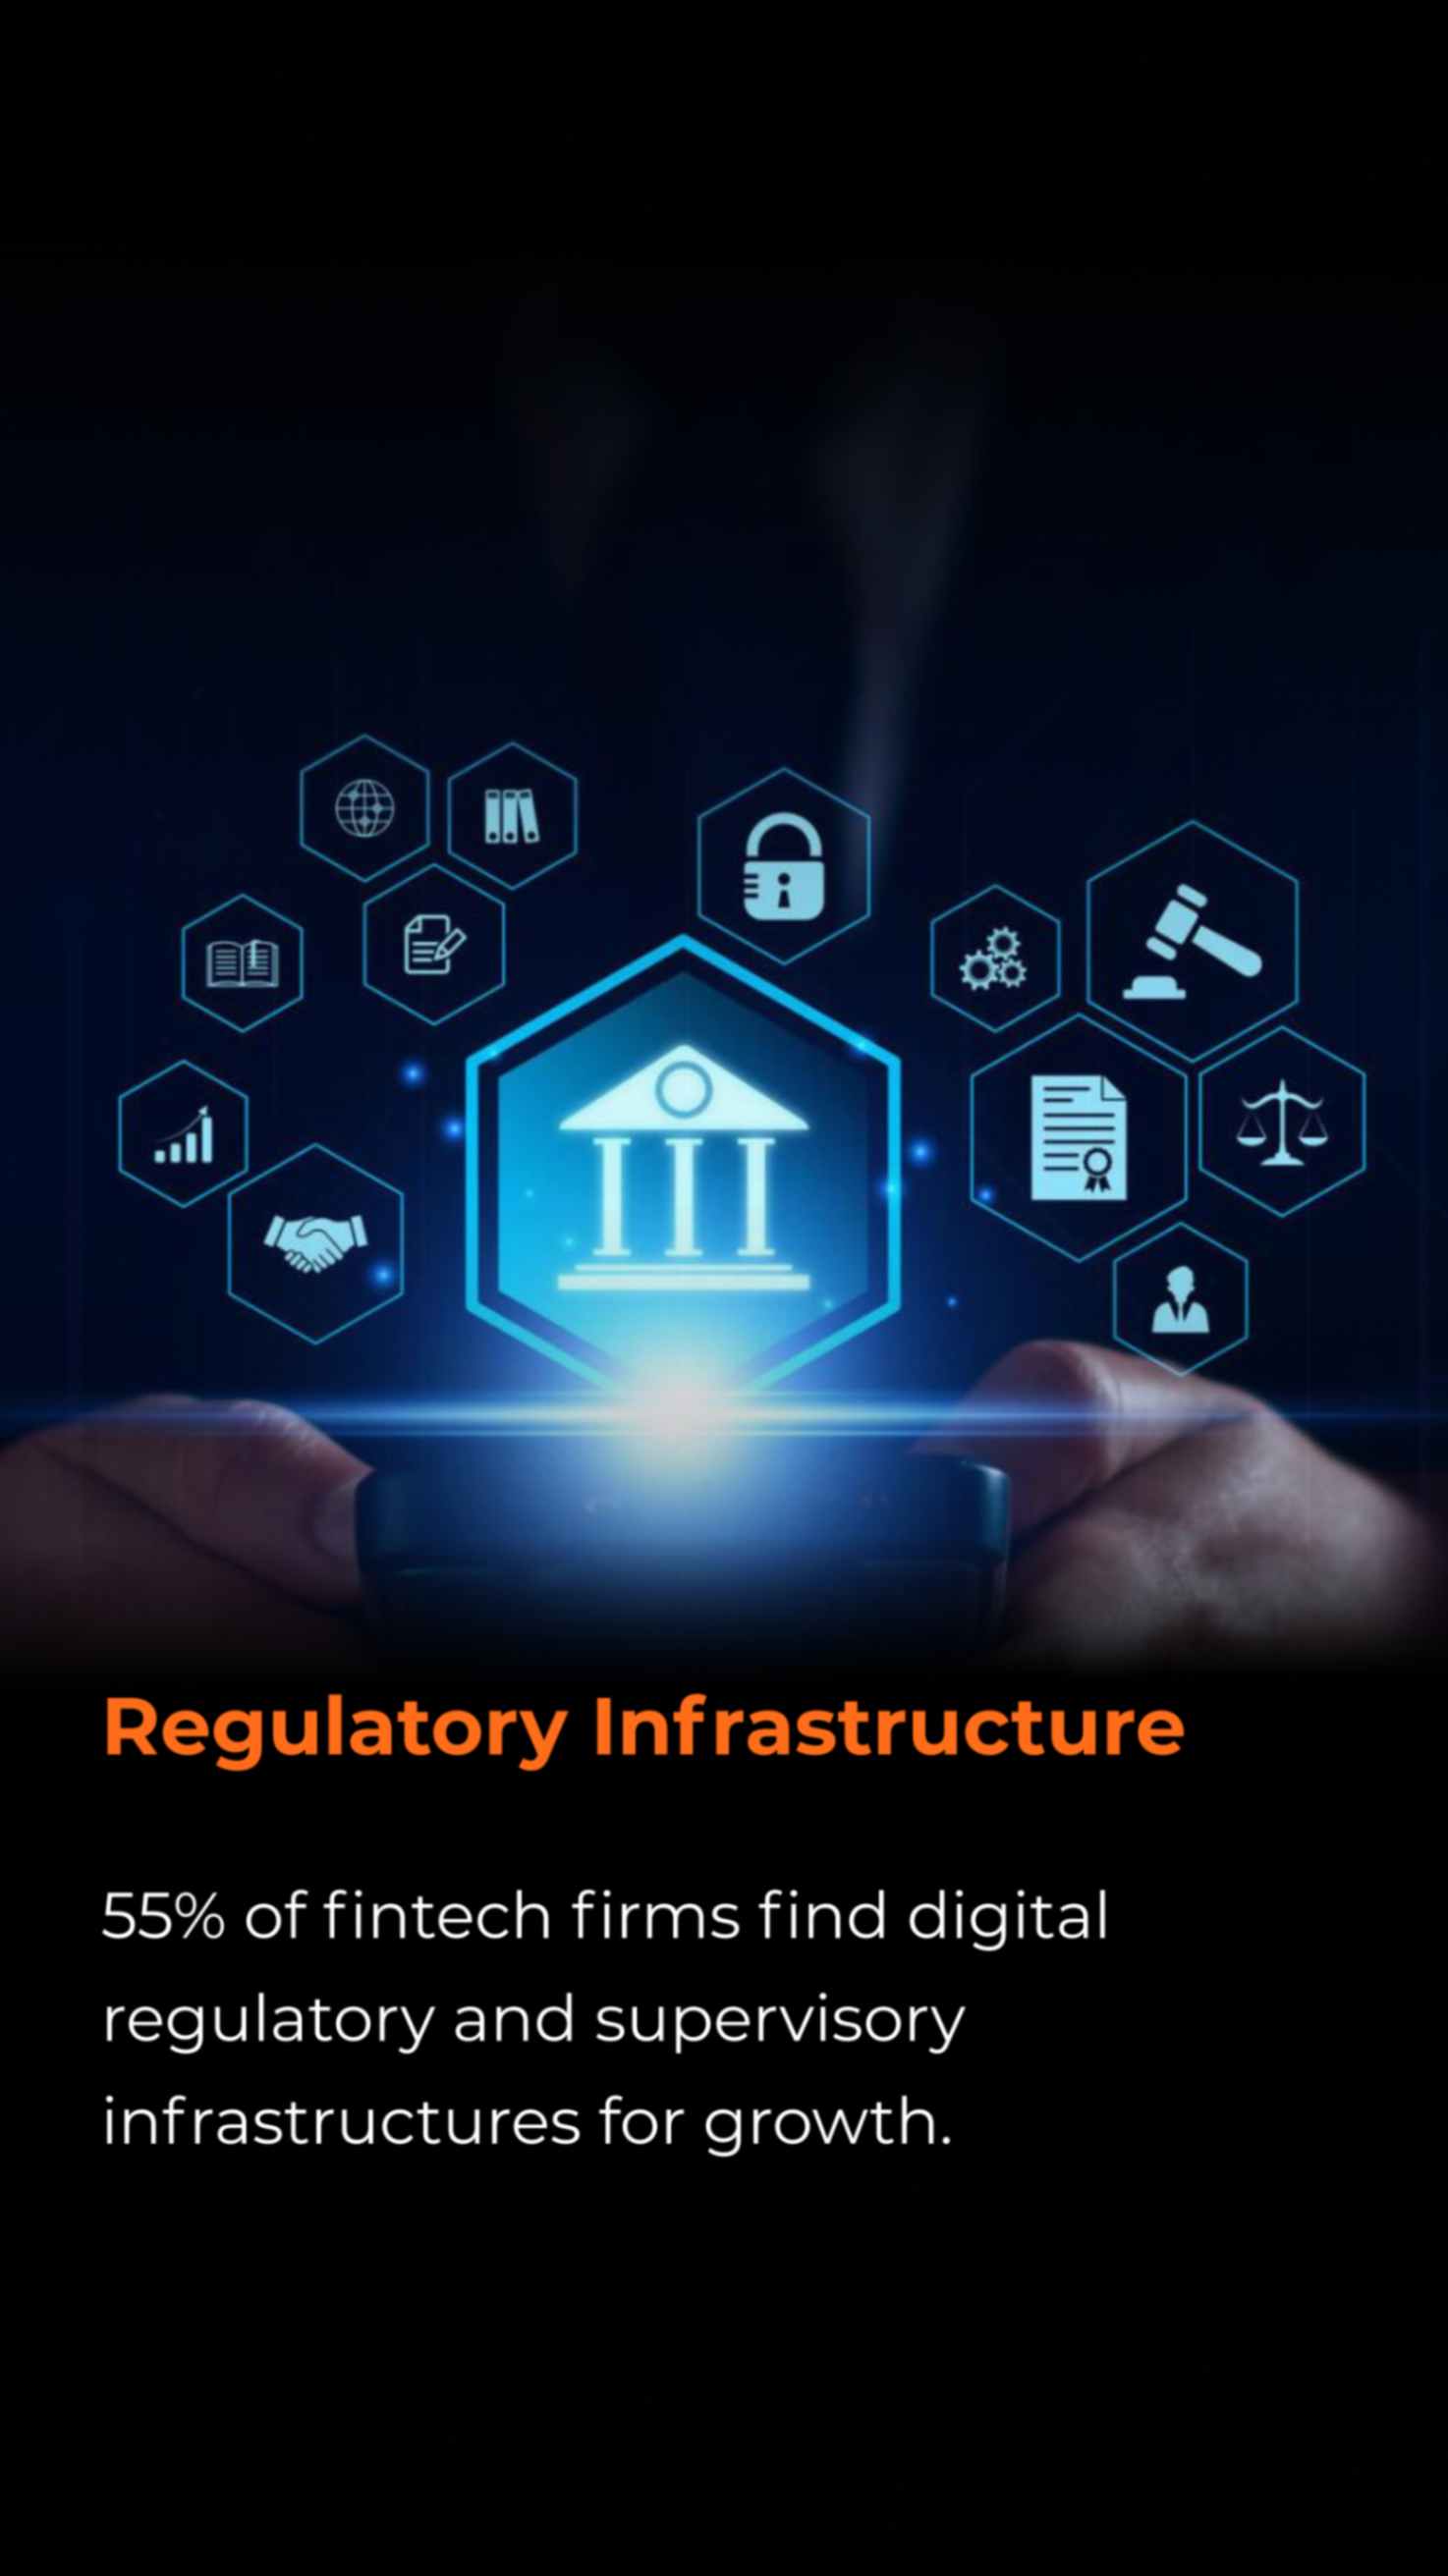 Regulatory Infrastructure
55% of fintech firms find digital
regulatory and supervisory
infrastructures for growth.